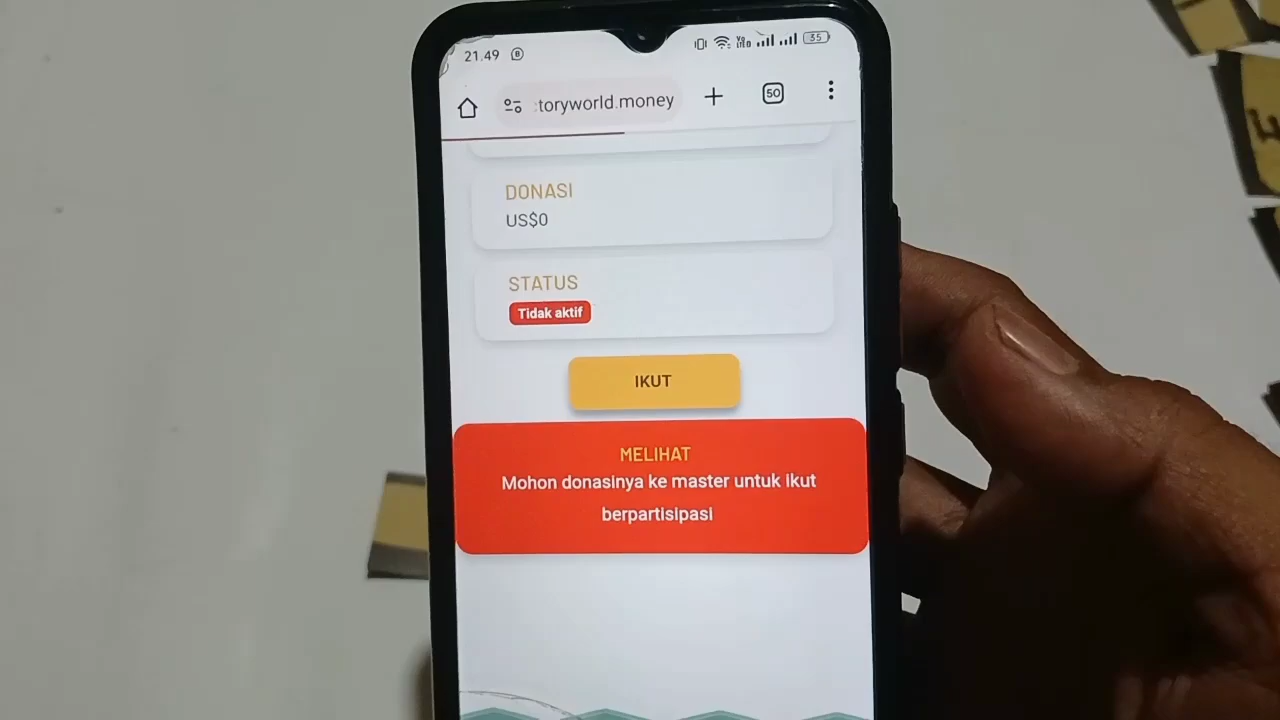 21.49
35
:toryworld.money
50
DONASI
US$0
STATUS
Tidak aktif
IKUT
MELIHAT
Mohon donasinya ke master untuk ikut
berpartisipasi